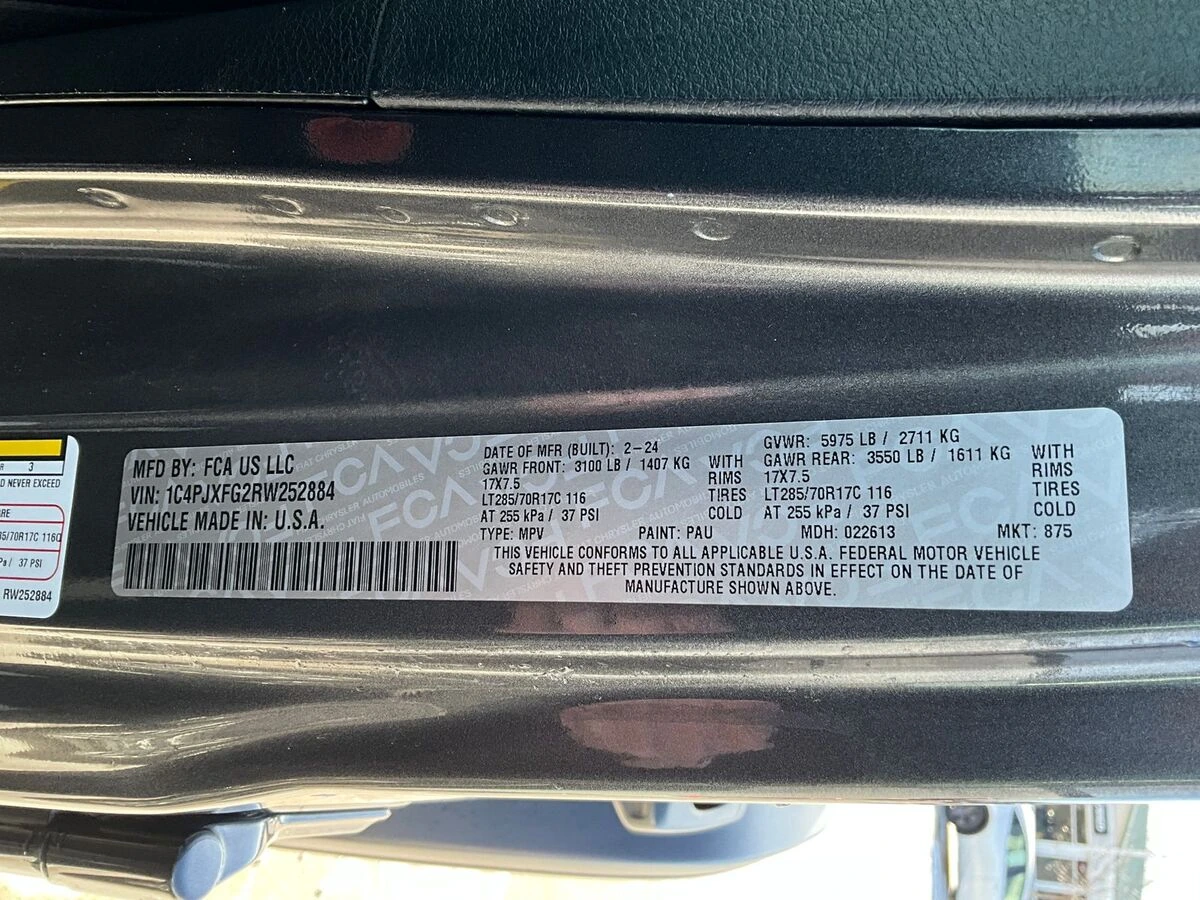 R 3
D NEVER EXCEED
RE
85/70R17C 116Q
Pa / 37 PSI
RW252884
MFD BY: FCA US LLC
VIN: 1C4PJXFG2RW252884
VEHICLE MADE IN: U.S.A.
DATE OF MFR (BUILT): 2-24
GAWR FRONT: 3100 LB / 1407 KG WITH
17X7.5 RIMS
LT285/70R17C 116 TIRES
AT 255 kPa / 37 PSI COLD
GVWR: 5975 LB / 2711 KG
GAWR REAR: 3550 LB / 1611 KG WITH
17X7.5 RIMS
LT285/70R17C 116 TIRES
AT 255 kPa / 37 PSI COLD
TYPE: MPV PAINT: PAU MDH: 022613 MKT: 875
THIS VEHICLE CONFORMS TO ALL APPLICABLE U.S.A. FEDERAL MOTOR VEHICLE
SAFETY AND THEFT PREVENTION STANDARDS IN EFFECT ON THE DATE OF
MANUFACTURE SHOWN ABOVE.